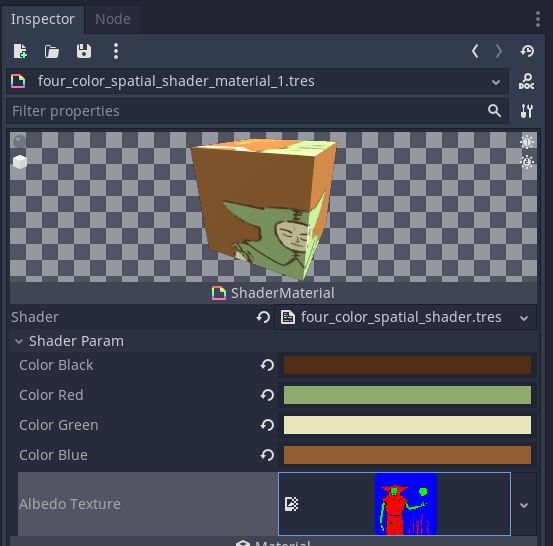 Inspector
Node
four_color_spatial_shader_material_1.tres
DOC
Filter properties
ShaderMaterial
Shader
four_color_spatial_shader.tres
Shader Param
Color Black
Color Red
Color Green
Color Blue
Albedo Texture
Material